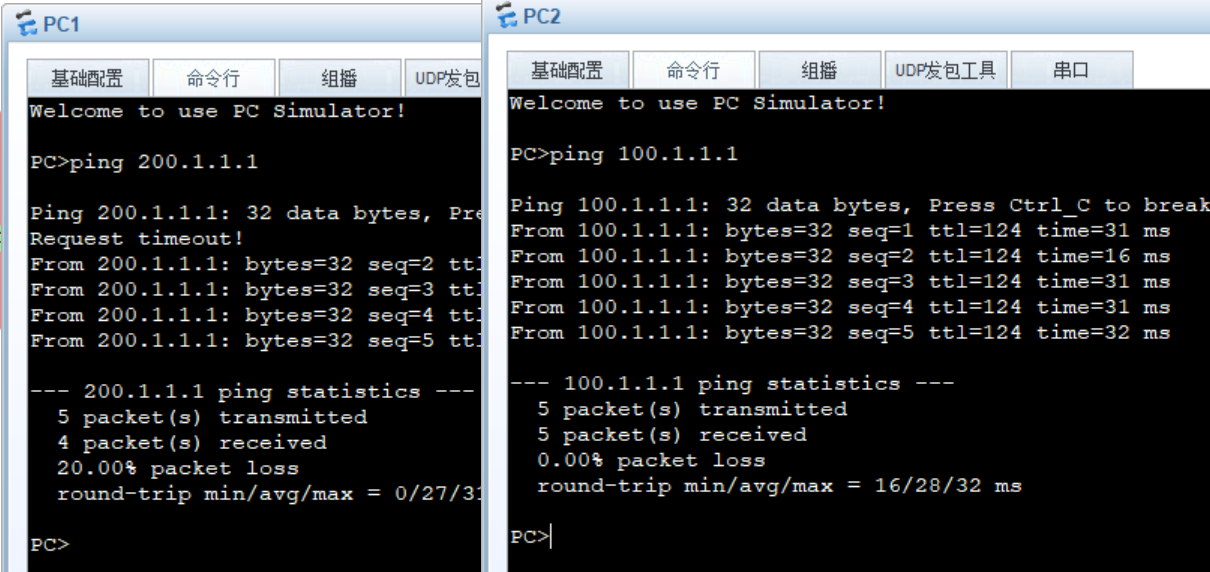 PC1
基础配置
命令行
组播
UDP发包
Welcome to use PC Simulator!
PC>ping 200.1.1.1
Ping 200.1.1.1: 32 data bytes, Pre
Request timeout!
From 200.1.1.1: bytes=32 seq=2 ttl
From 200.1.1.1: bytes=32 seq=3 ttl
From 200.1.1.1: bytes=32 seq=4 ttl
From 200.1.1.1: bytes=32 seq=5 ttl
--- 200.1.1.1 ping statistics ---
5 packet(s) transmitted
4 packet(s) received
20.00% packet loss
round-trip min/avg/max = 0/27/31
PC>
PC2
基础配置
命令行
组播
UDP发包工具
串口
Welcome to use PC Simulator!
PC>ping 100.1.1.1
Ping 100.1.1.1: 32 data bytes, Press Ctrl_C to break
From 100.1.1.1: bytes=32 seq=1 ttl=124 time=31 ms
From 100.1.1.1: bytes=32 seq=2 ttl=124 time=16 ms
From 100.1.1.1: bytes=32 seq=3 ttl=124 time=31 ms
From 100.1.1.1: bytes=32 seq=4 ttl=124 time=31 ms
From 100.1.1.1: bytes=32 seq=5 ttl=124 time=32 ms
--- 100.1.1.1 ping statistics ---
5 packet(s) transmitted
5 packet(s) received
0.00% packet loss
round-trip min/avg/max = 16/28/32 ms
PC>